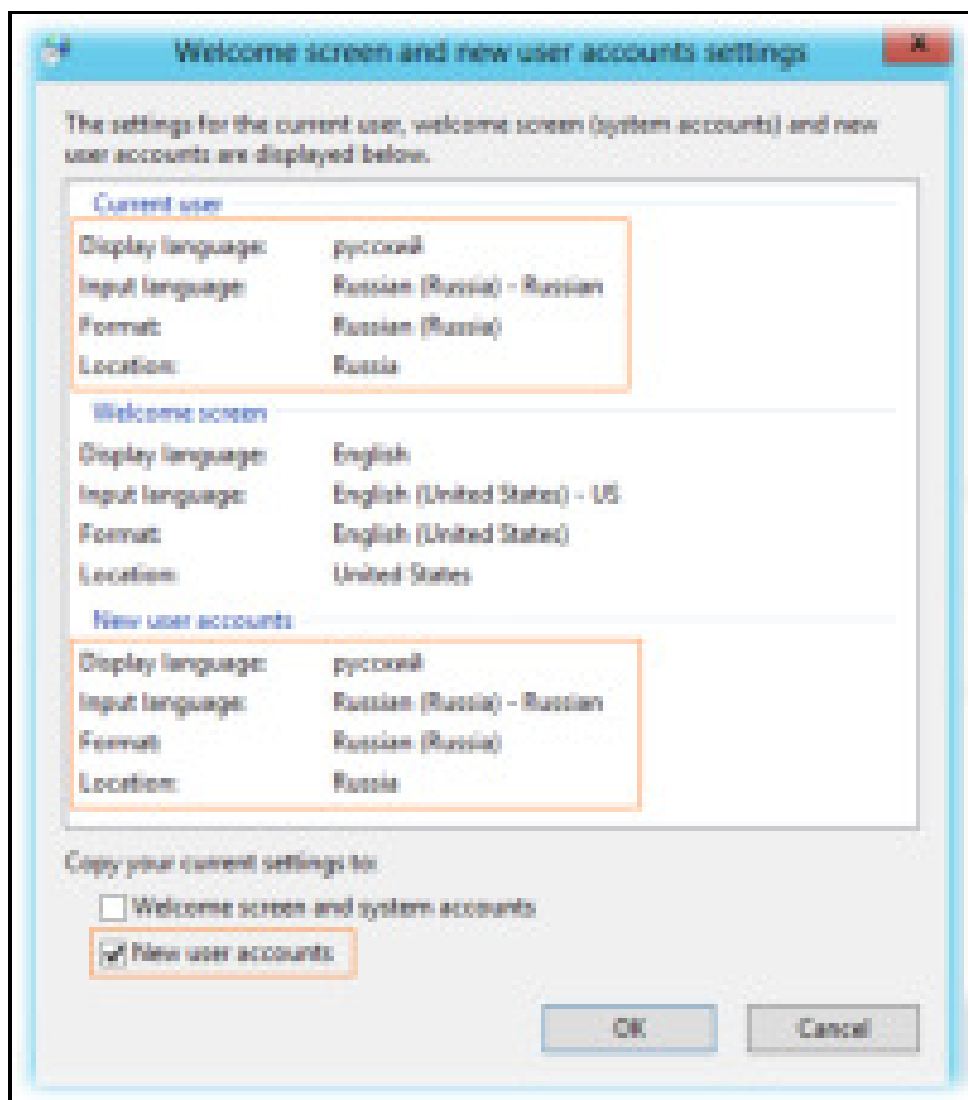 Welcome screen and new user accounts settings
The settings for the current user, welcome screen (system accounts) and new
user accounts are displayed below.
Current user
Display language: русский
Input language: Russian (Russia) - Russian
Format: Russian (Russia)
Location: Russia
Welcome screen
Display language: English
Input language: English (United States) - US
Format: English (United States)
Location: United States
New user accounts
Display language: русский
Input language: Russian (Russia) - Russian
Format: Russian (Russia)
Location: Russia
Copy your current settings to:
Welcome screen and system accounts
New user accounts
OK Cancel